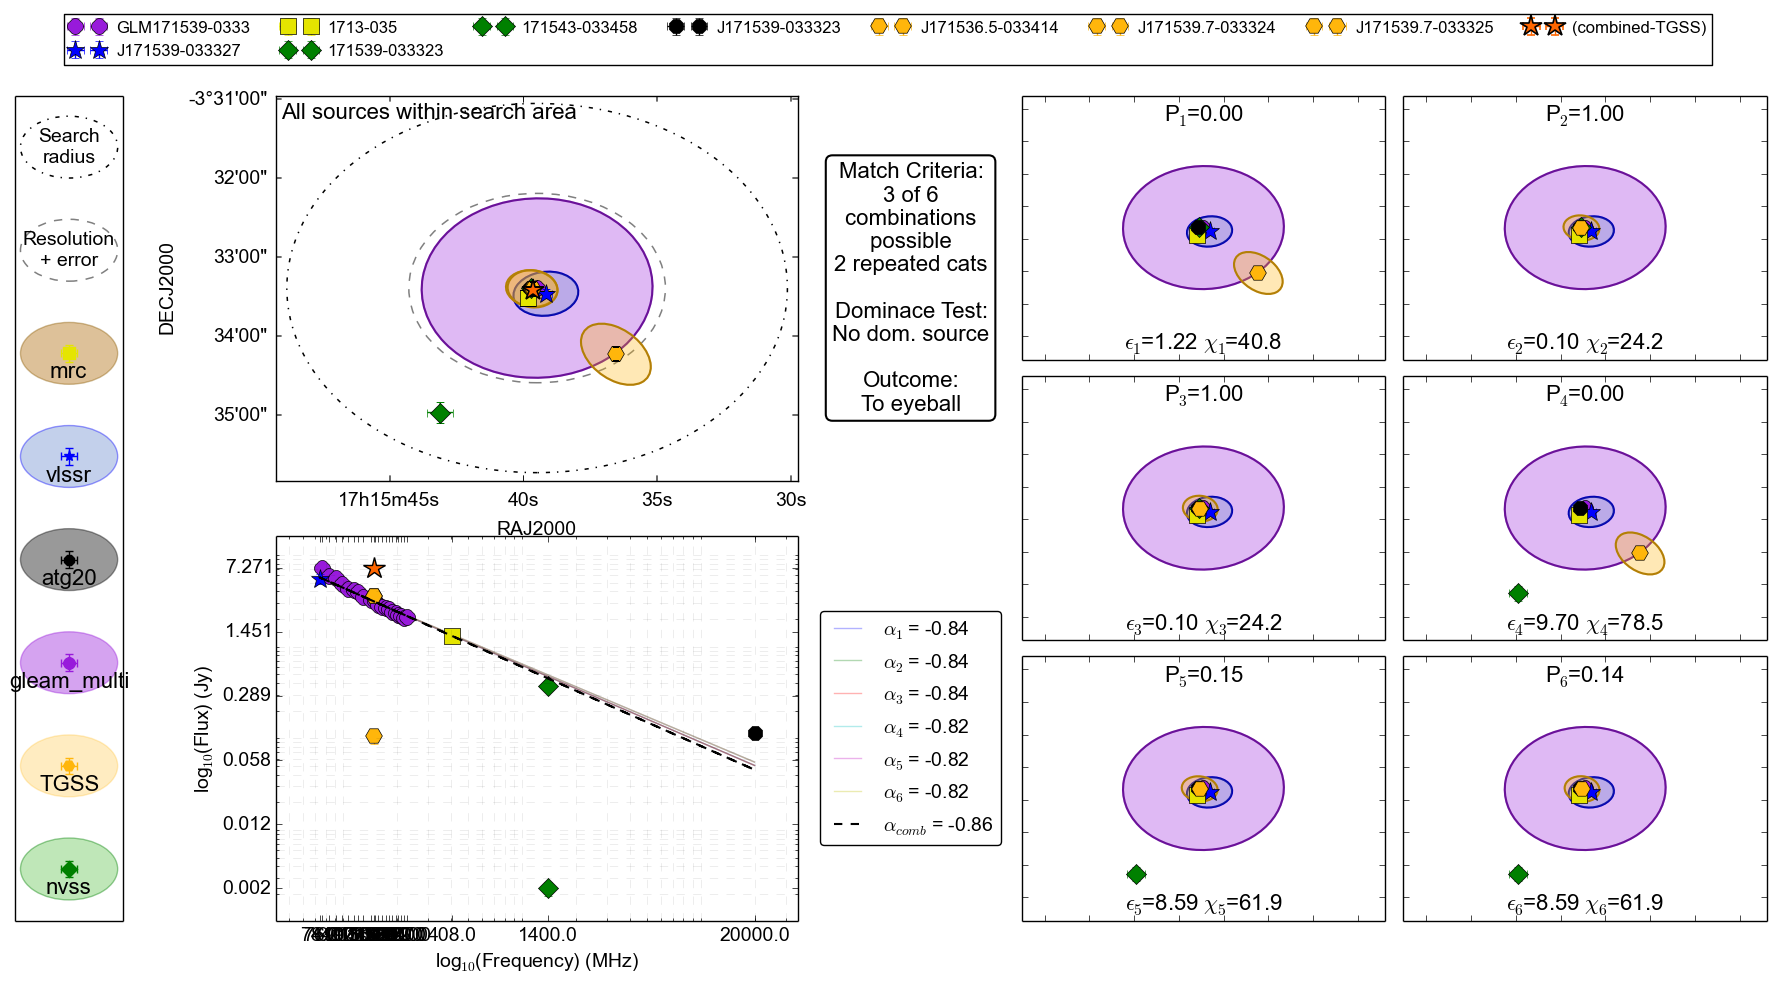 GLM171539-0333 1713-035 171543-033458 J171539-033323 J171536.5-033414 J171539.7-033324 J171539.7-033325 (combined-TGSS)
J171539-033327 171539-033323
Search
radius
Resolution
+ error
mrc
vlssr
atg20
gleam_multi
TGSS
nvss
All sources within search area
DECJ2000
-3°31'00"
32'00"
33'00"
34'00"
35'00"
17h15m45s 40s 35s 30s
RAJ2000
Match Criteria:
3 of 6
combinations
possible
2 repeated cats
Dominace Test:
No dom. source
Outcome:
To eyeball
log10(Flux) (Jy)
7.271
1.451
0.289
0.058
0.012
0.002
408.0 1400.0 20000.0
log10(Frequency) (MHz)
α1 = -0.84
α2 = -0.84
α3 = -0.84
α4 = -0.82
α5 = -0.82
α6 = -0.82
αcomb = -0.86
P1=0.00
ϵ1=1.22 χ1=40.8
P2=1.00
ϵ2=0.10 χ2=24.2
P3=1.00
ϵ3=0.10 χ3=24.2
P4=0.00
ϵ4=9.70 χ4=78.5
P5=0.15
ϵ5=8.59 χ5=61.9
P6=0.14
ϵ6=8.59 χ6=61.9